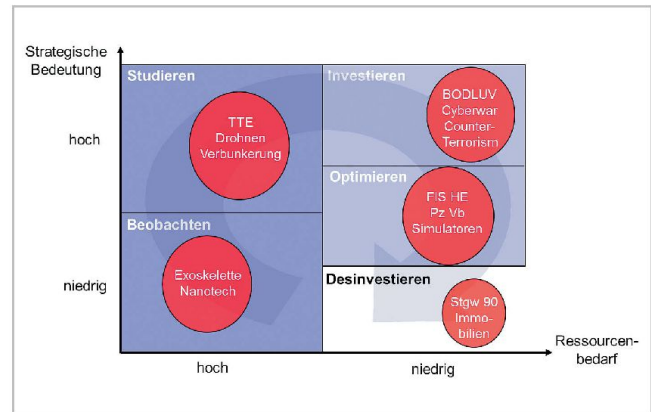 Strategische
Bedeutung
Studieren
Investieren
BODLUV
Cyberwar
Counter-
Terrorism
TTE
Drohnen
Verbunkerung
hoch
Optimieren
FIS HE
Pz Vb
Simulatoren
Beobachten
Exoskelette
Nanotech
niedrig
Desinvestieren
Stgw 90
Immo-
bilien
Ressourcen-
bedarf
hoch
niedrig